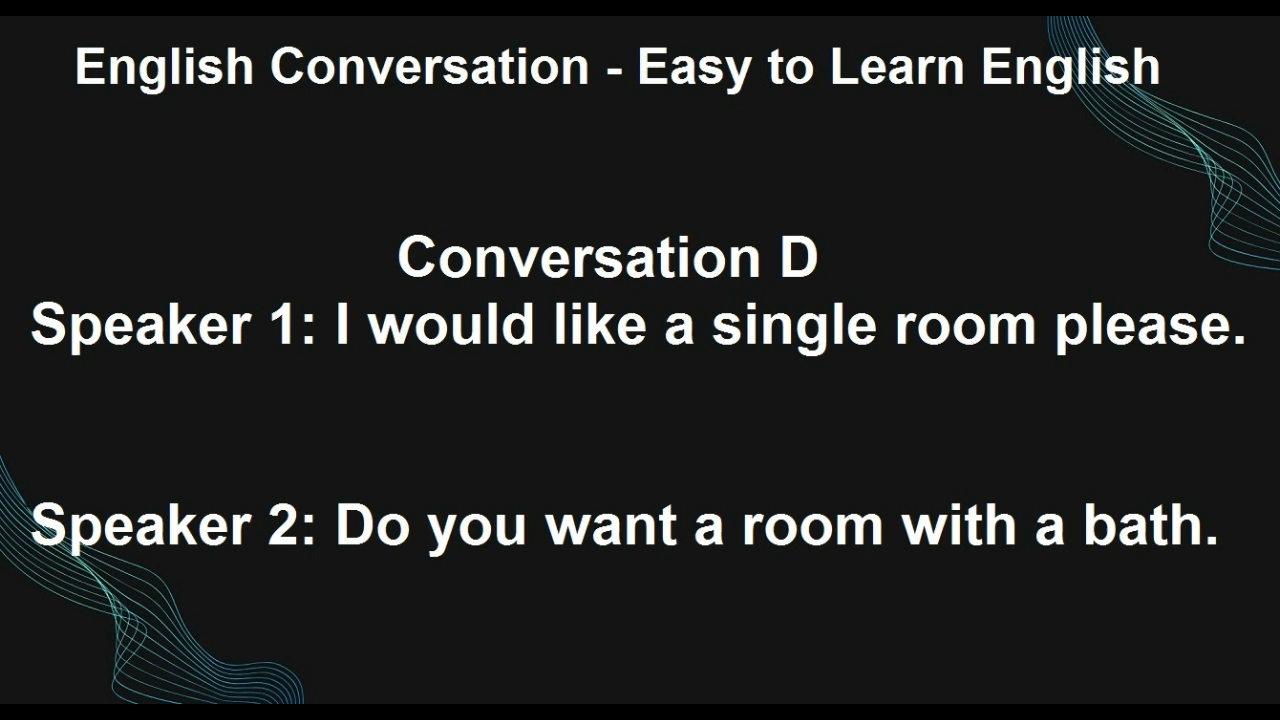 English Conversation - Easy to Learn English
Conversation D
Speaker 1: I would like a single room please.
Speaker 2: Do you want a room with a bath.